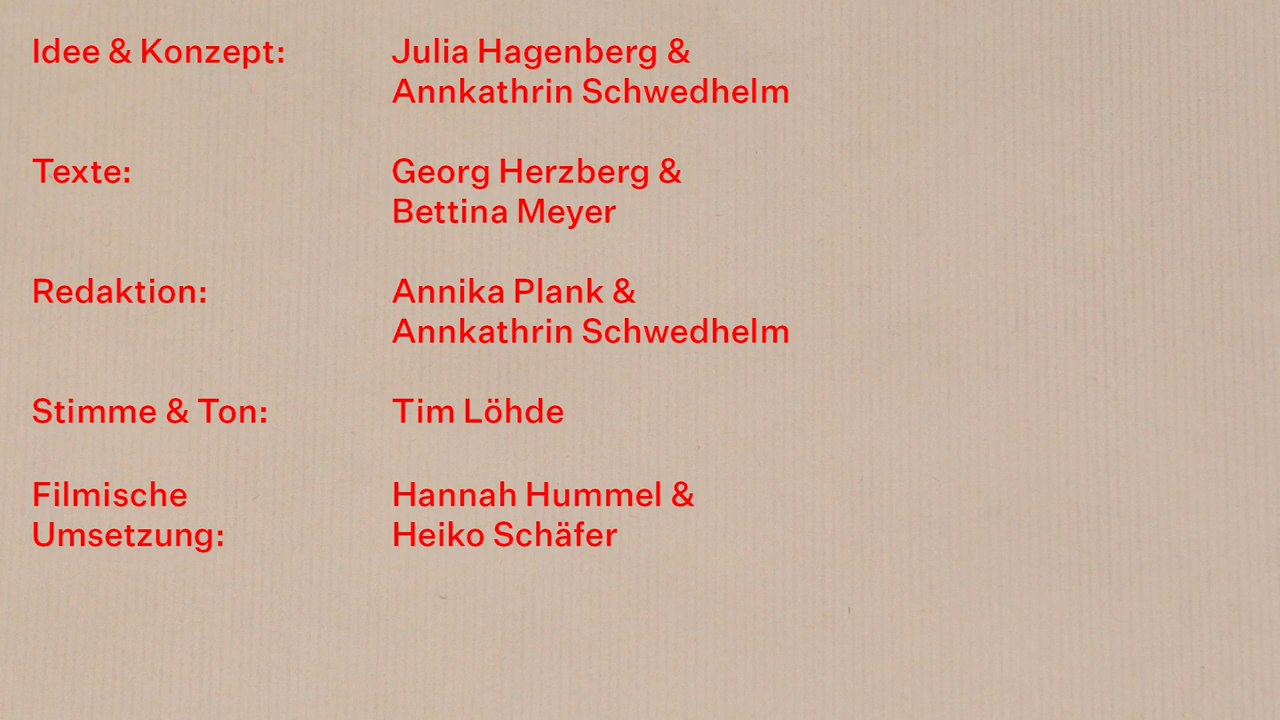 Idee & Konzept: Julia Hagenberg &
Annkathrin Schwedhelm
Texte: Georg Herzberg &
Bettina Meyer
Redaktion: Annika Plank &
Annkathrin Schwedhelm
Stimme & Ton: Tim Löhde
Filmische Hannah Hummel &
Umsetzung: Heiko Schäfer